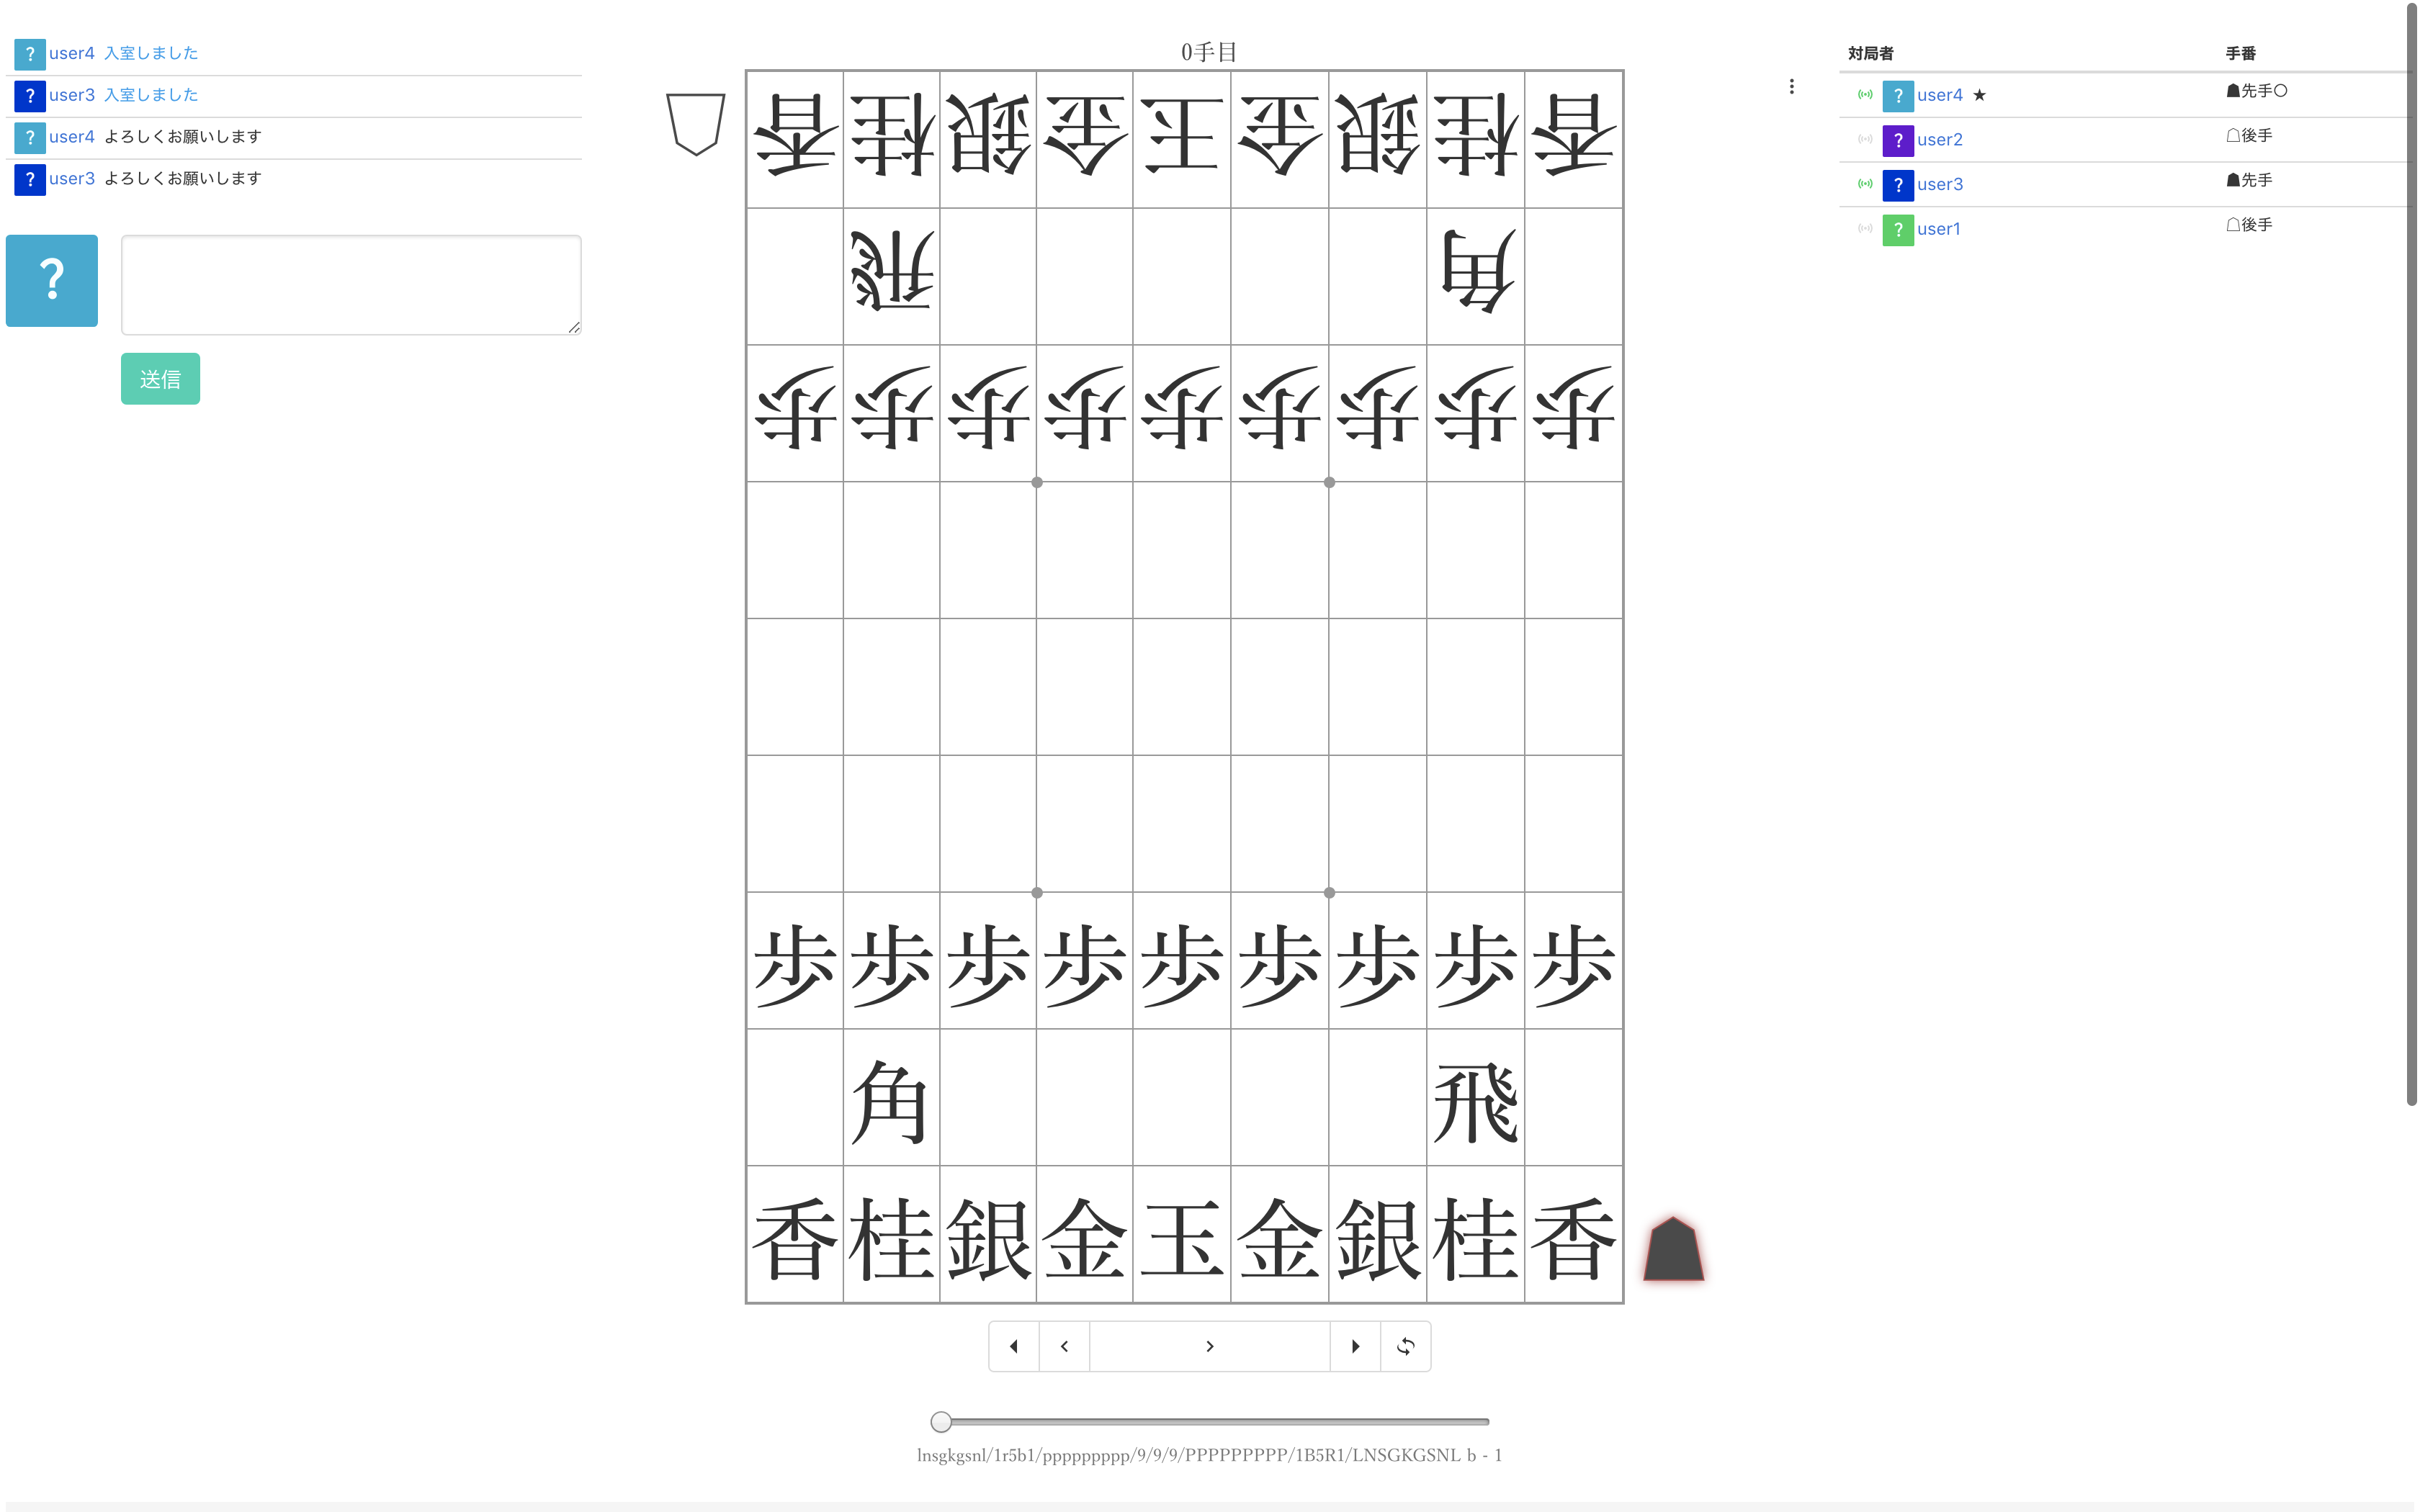 ? user4 入室しました
? user3 入室しました
? user4 よろしくお願いします
? user3 よろしくお願いします
?
送信
0手目
香桂銀金玉金銀桂香
飛角
歩歩歩歩歩歩歩歩歩
歩歩歩歩歩歩歩歩歩
角飛
香桂銀金玉金銀桂香
lnsgkgsnl/1r5b1/ppppppppp/9/9/9/PPPPPPPPP/1B5R1/LNSGKGSNL b - 1
対局者 手番
? user4 ★ ☗先手○
? user2 ☖後手
? user3 ☗先手
? user1 ☖後手